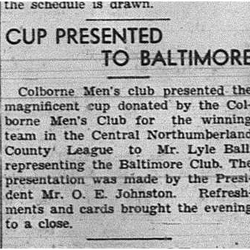 the schedule is drawn.
CUP PRESENTED
TO BALTIMORE
Colborne Men's club presented the
magnificent cup donated by the Col-
borne Men's Club for the winning
team in the Central Northumberland
County League to Mr. Lyle Ball
representing the Baltimore Club. The
presentation was made by the Presi-
dent Mr. O. E. Johnston. Refresh-
ments and cards brought the evening
to a close.